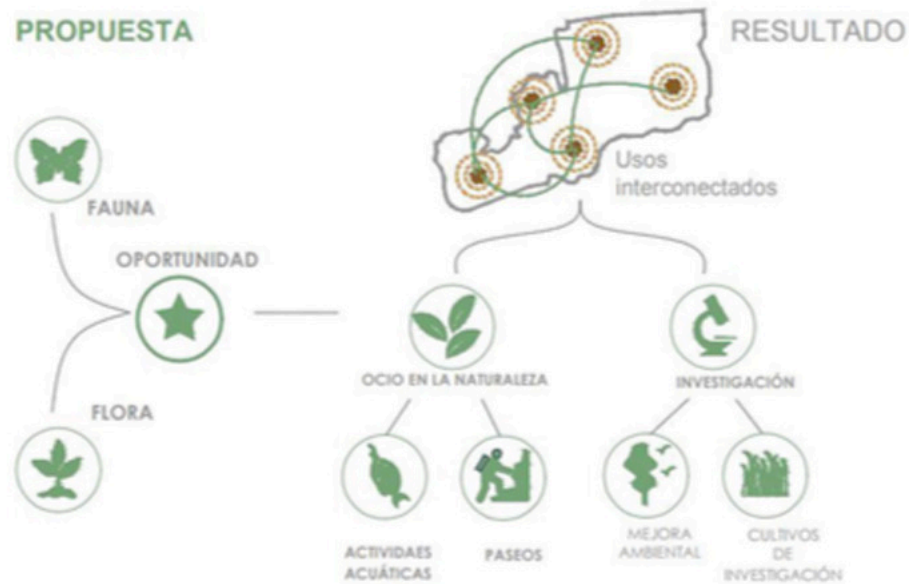 PROPUESTA
RESULTADO
Usos
interconectados
FAUNA
OPORTUNIDAD
FLORA
OCIO EN LA NATURALEZA
INVESTIGACIÓN
ACTIVIDAES
ACUÁTICAS
PASEOS
MEJORA
AMBIENTAL
CULTIVOS
DE
INVESTIGACIÓN